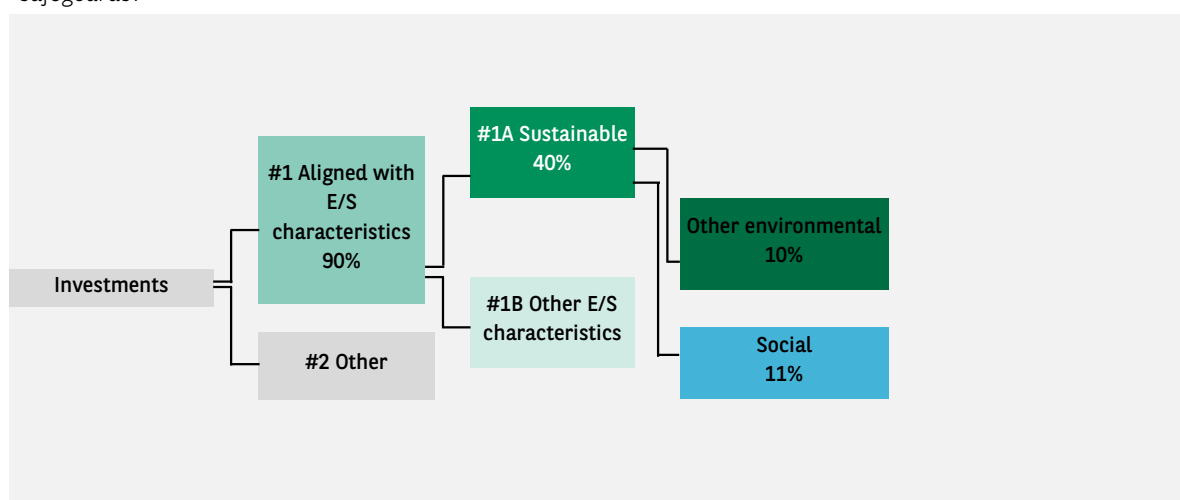 #1A Sustainable
40%
#1 Aligned with
E/S
characteristics
90%
Other environmental
10%
Investments
#1B Other E/S
characteristics
#2 Other
Social
11%